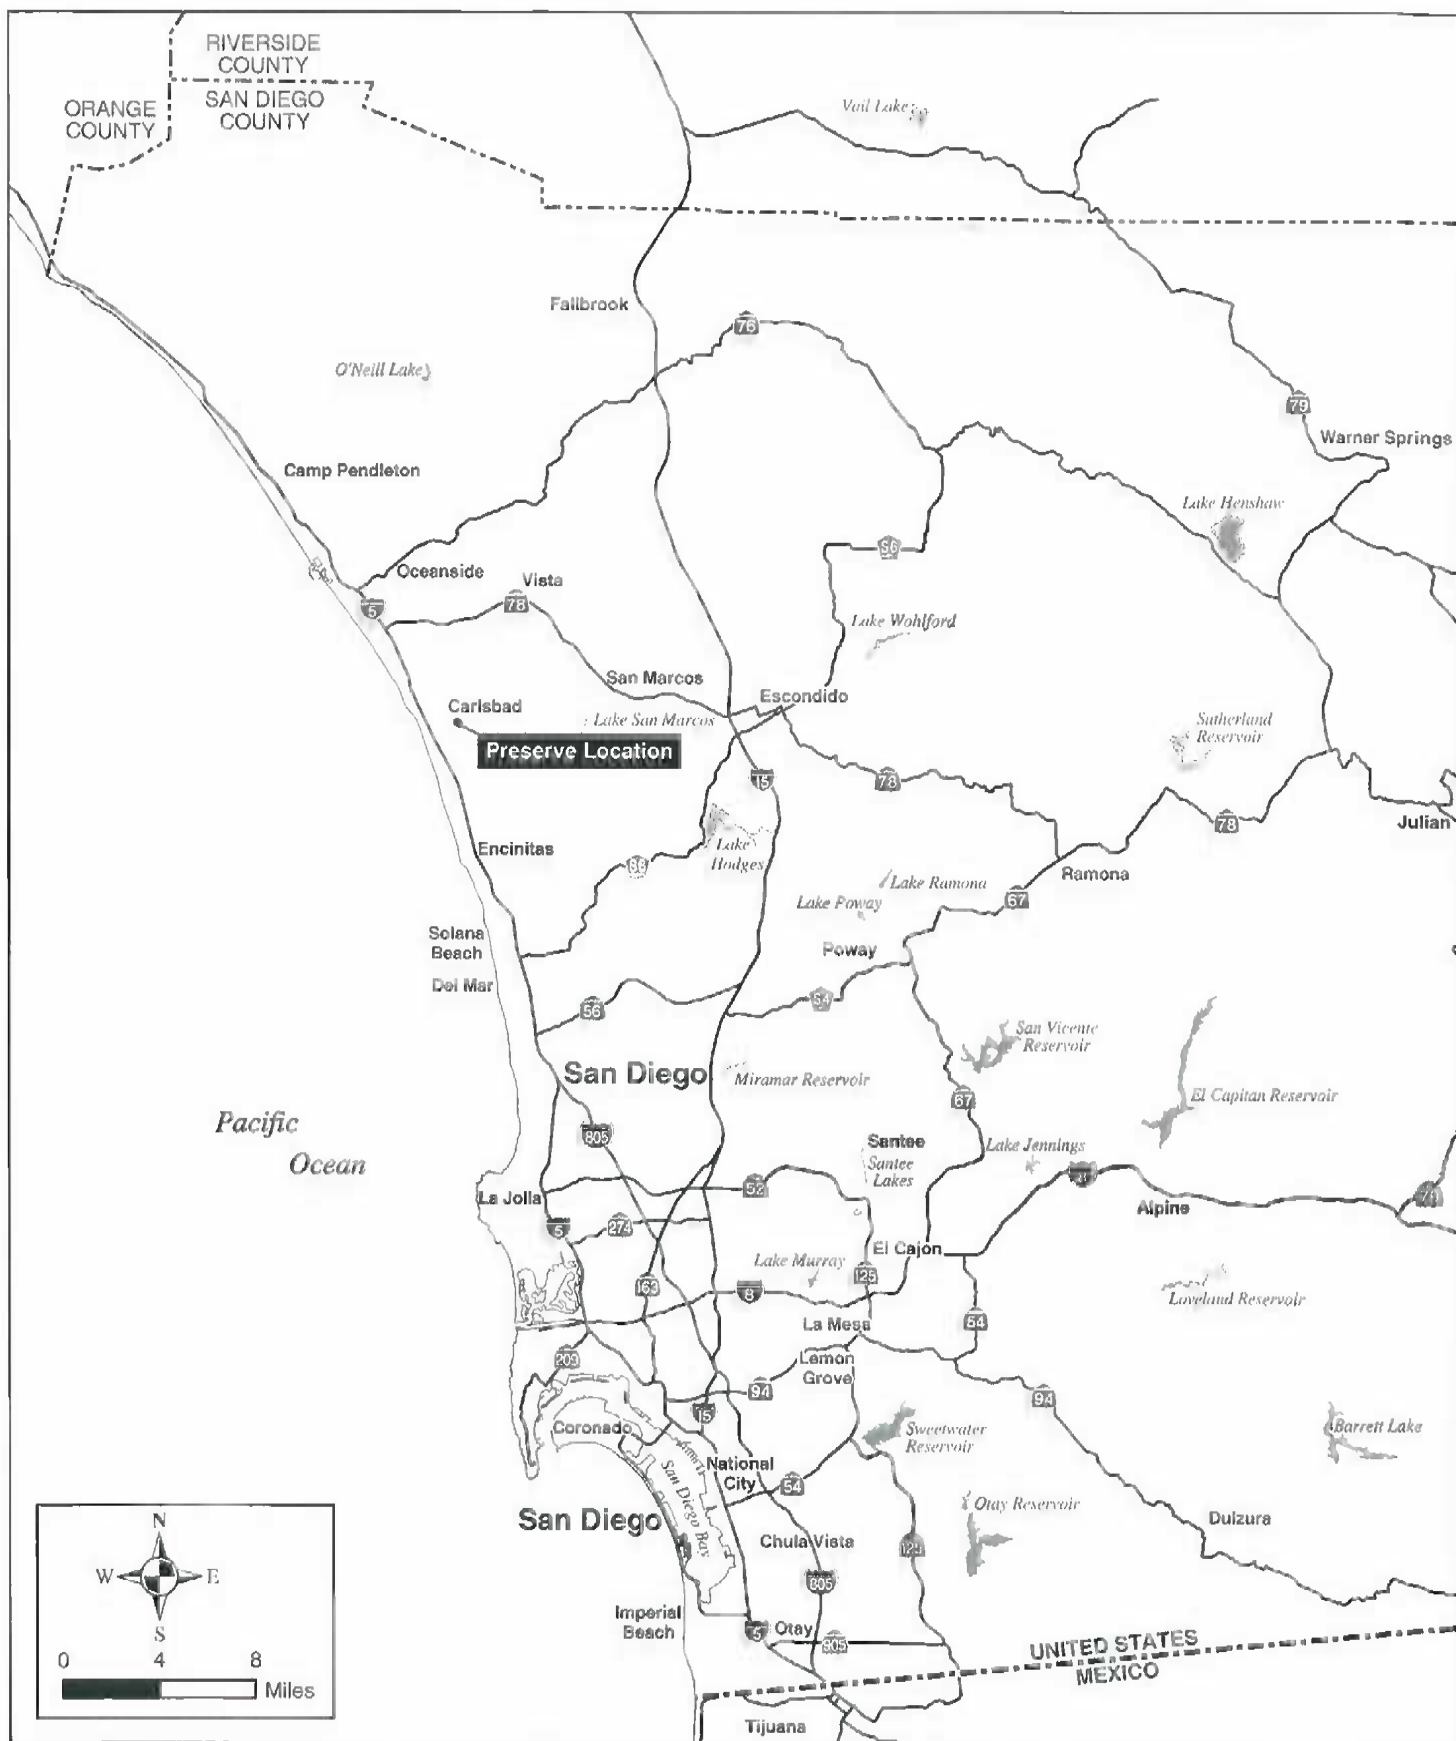 RIVERSIDE
COUNTY
ORANGE
COUNTY
SAN DIEGO
COUNTY
Vail Lake
Fallbrook
76
O'Neill Lake
79
Warner Springs
Camp Pendleton
Lake Henshaw
S6
Oceanside
Vista
5
78
Lake Wohlford
San Marcos
Escondido
Carlsbad
Lake San Marcos
Sutherland
Reservoir
Preserve Location
15
78
78
Julian
Lake
Hodges
Encinitas
Ramona
Lake Ramona
67
Lake Poway
Solana
Beach
Poway
Del Mar
56
San Vicente
Reservoir
San Diego
Miramar Reservoir
67
El Capitan Reservoir
Pacific
Ocean
805
Santee
Santee
Lakes
Lake Jennings
La Jolla
52
Alpine
5
274
El Cajon
Lake Murray
125
163
8
Loveland Reservoir
La Mesa
54
209
Lemon
Grove
94
94
15
Coronado
Sweetwater
Reservoir
Barrett Lake
National
City
San Diego Bay
54
Otay Reservoir
San Diego
Dulzura
Chula Vista
125
805
Imperial
Beach
5
Otay
905
UNITED STATES
MEXICO
Tijuana
N
W E
S
0 4 8
Miles